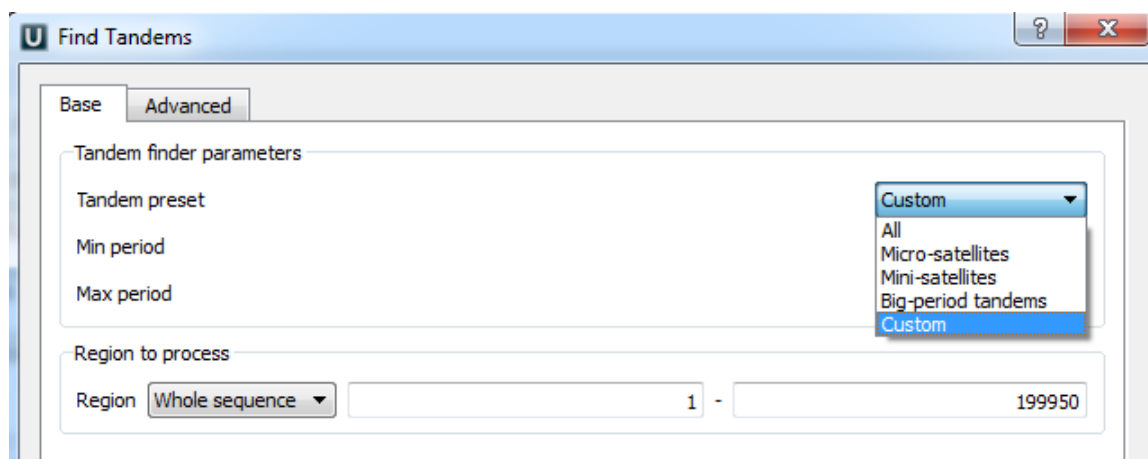 U Find Tandems
? X
Base Advanced
Tandem finder parameters
Tandem preset Custom
All
Micro-satellites
Min period
Mini-satellites
Max period
Big-period tandems
Custom
Region to process
Region Whole sequence 1 - 199950